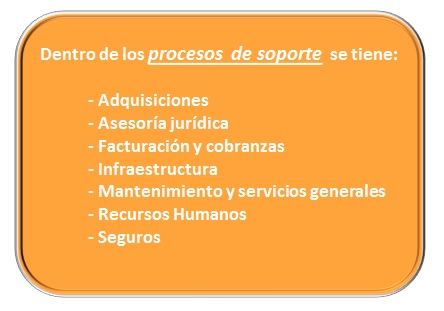 Dentro de los procesos de soporte se tiene:
- Adquisiciones
- Asesoría jurídica
- Facturación y cobranzas
- Infraestructura
- Mantenimiento y servicios generales
- Recursos Humanos
- Seguros